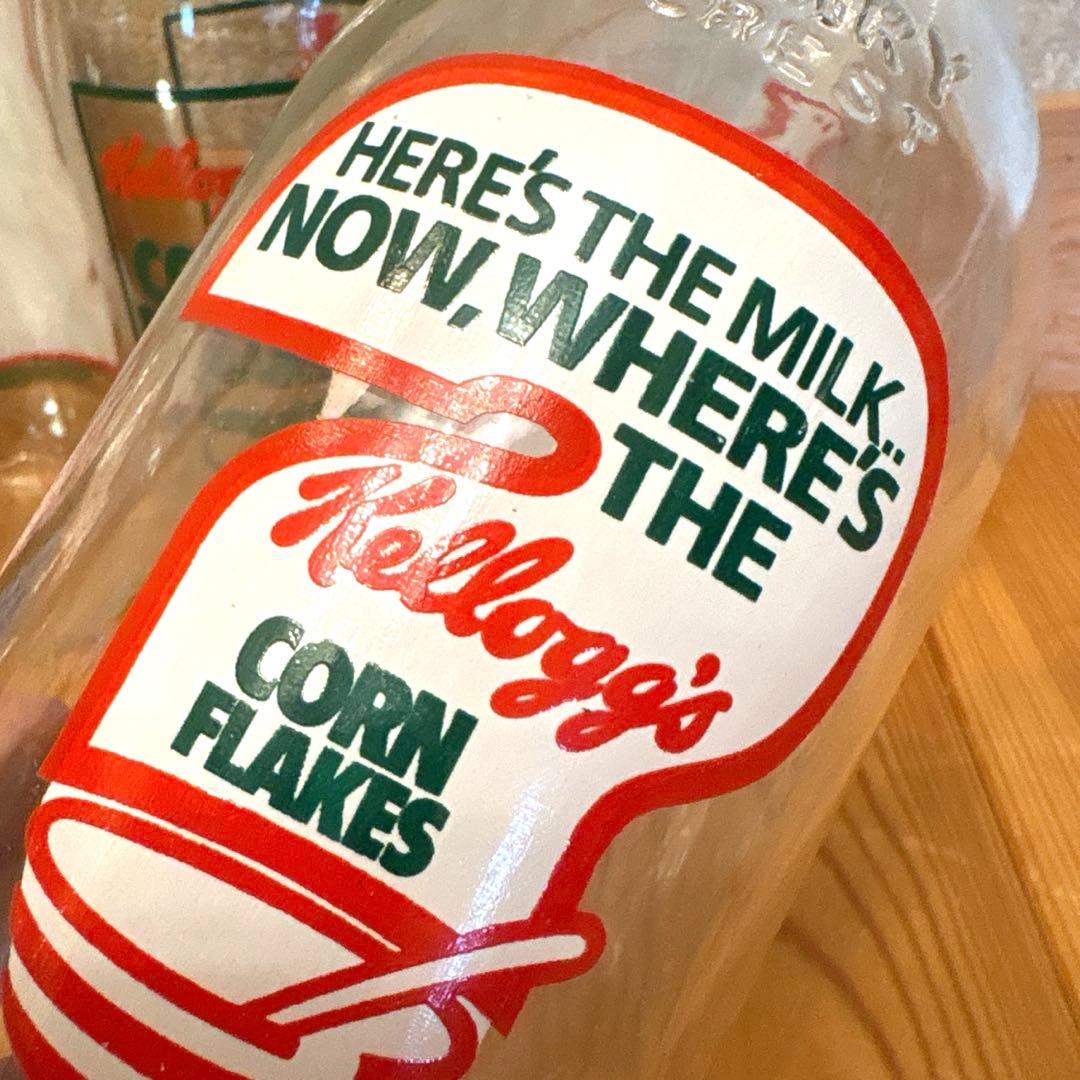 HERE'S THE MILK...
NOW, WHERE'S
THE
Kellogg's
CORN
FLAKES